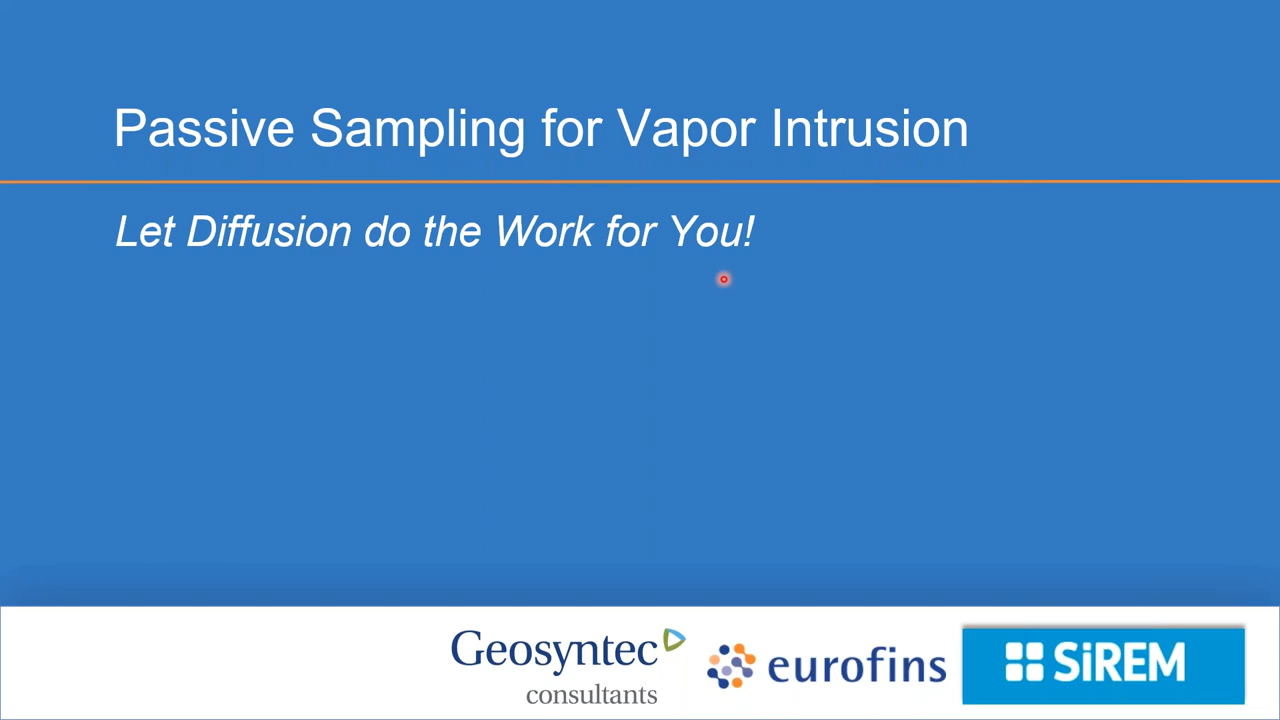 Passive Sampling for Vapor Intrusion
Let Diffusion do the Work for You!
Geosyntec
consultants
eurofins
SiREM